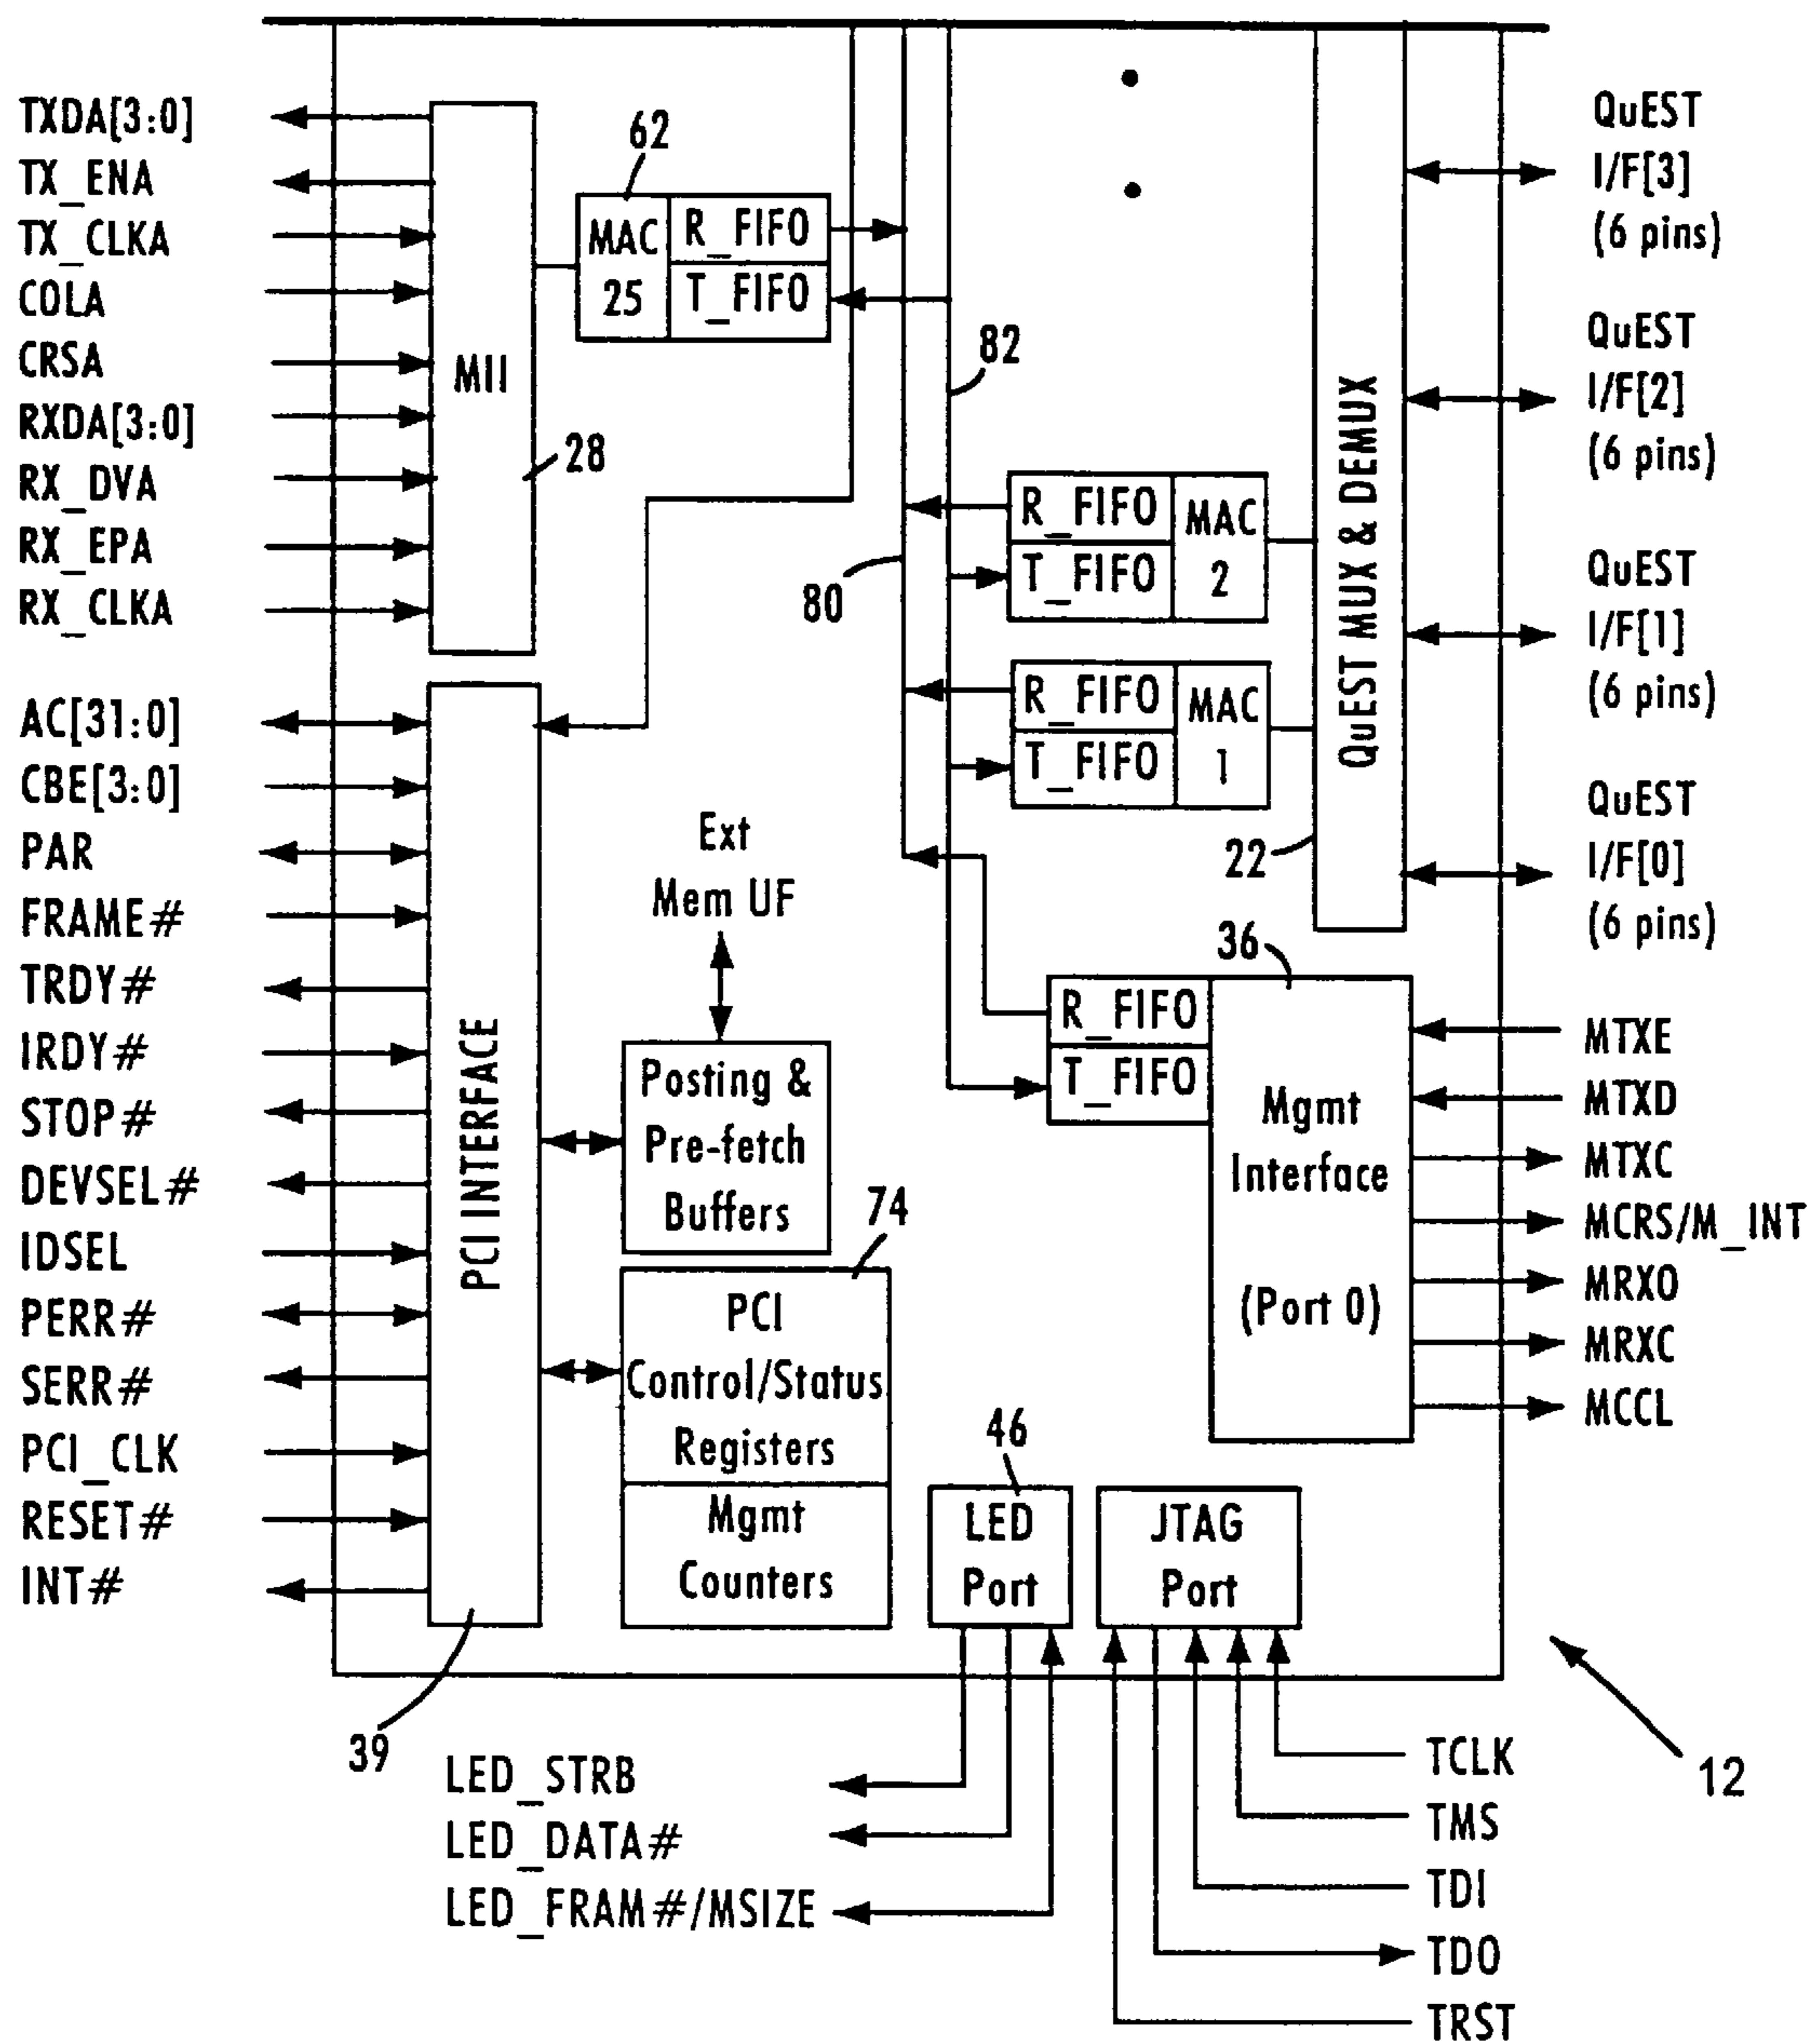 TXDA[3:0]
TX_ENA
TX_CLKA
COLA
CRSA
RXDA[3:0]
RX_DVA
RX_EPA
RX_CLKA
MII
28
62
MAC
25
R_FIFO
T_FIFO
80
82
R_FIFO
T_FIFO
MAC
2
R_FIFO
T_FIFO
MAC
1
QuEST MUX & DEMUX
22
QuEST
I/F[3]
(6 pins)
QuEST
I/F[2]
(6 pins)
QuEST
I/F[1]
(6 pins)
QuEST
I/F[0]
(6 pins)
AC[31:0]
CBE[3:0]
PAR
FRAME#
TRDY#
IRDY#
STOP#
DEVSEL#
IDSEL
PERR#
SERR#
PCI_CLK
RESET#
INT#
PCI INTERFACE
39
Ext
Mem UF
Posting &
Pre-fetch
Buffers
74
PCI
Control/Status
Registers
Mgmt
Counters
36
R_FIFO
T_FIFO
Mgmt
Interface
(Port 0)
MTXE
MTXD
MTXC
MCRS/M_INT
MRXO
MRXC
MCCL
46
LED
Port
JTAG
Port
LED_STRB
LED_DATA#
LED_FRAM#/MSIZE
TCLK
TMS
TDI
TDO
TRST
12